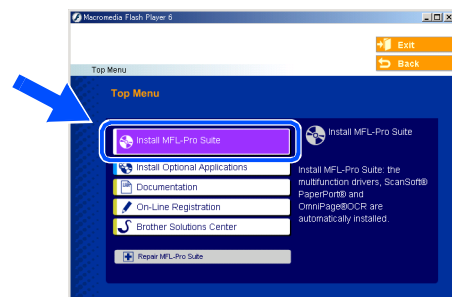 Macromedia Flash Player 6
Exit
Back
Top Menu
Top Menu
Install MFL-Pro Suite
Install MFL-Pro Suite
Install Optional Applications
Documentation
On-Line Registration
Brother Solutions Center
Repair MFL-Pro Suite
Install MFL-Pro Suite: the
multifunction drivers, ScanSoft®
PaperPort® and
OmniPage®OCR are
automatically installed.